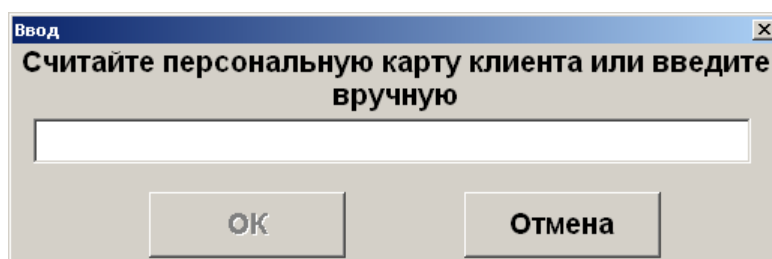 Ввод
Считайте персональную карту клиента или введите
вручную
ОК
Отмена